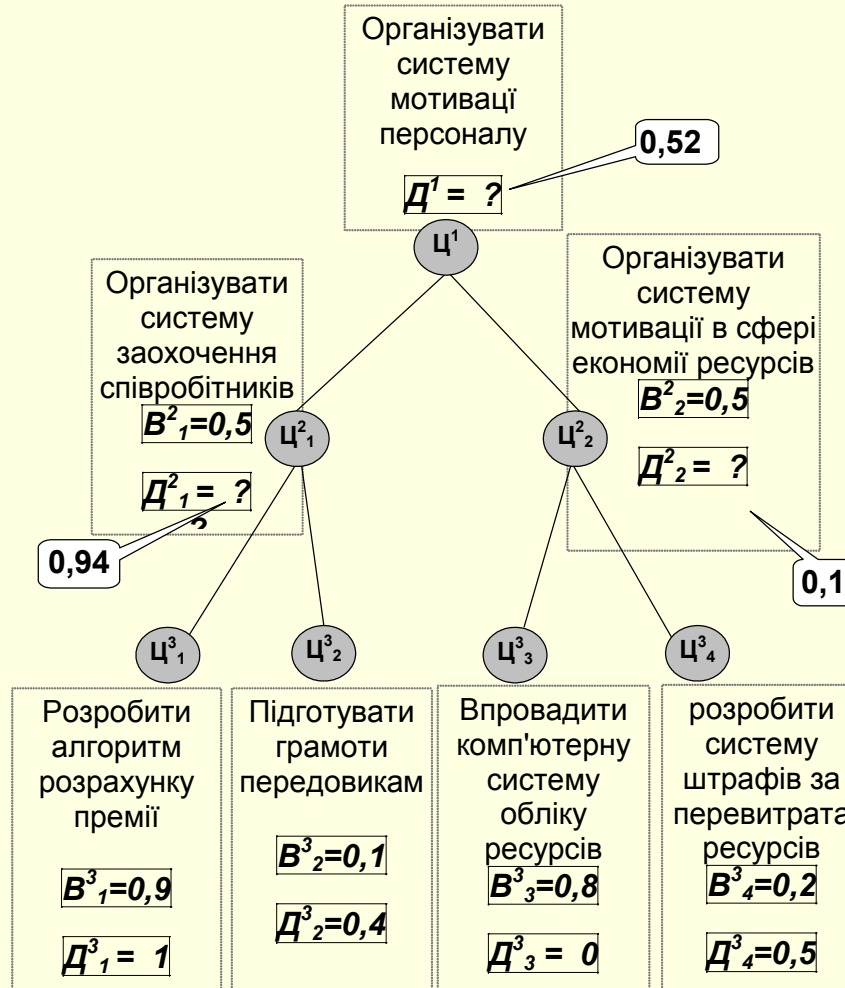 Організувати
систему
мотивацї
персоналу
0,52
Д¹ = ?
Ц¹
Організувати
систему
заохочення
співробітників
В²₁=0,5
Д²₁ = ?
0,94
Ц²₁
Організувати
систему
мотивації в сфері
економії ресурсів
В²₂=0,5
Д²₂ = ?
0,1
Ц²₂
Ц³₁
Ц³₂
Ц³₃
Ц³₄
Розробити
алгоритм
розрахунку
премії
В³₁=0,9
Д³₁ = 1
Підготувати
грамоти
передовикам
В³₂=0,1
Д³₂=0,4
Впровадити
комп'ютерну
систему
обліку
ресурсів
В³₃=0,8
Д³₃ = 0
розробити
систему
штрафів за
перевитрата
ресурсів
В³₄=0,2
Д³₄=0,5